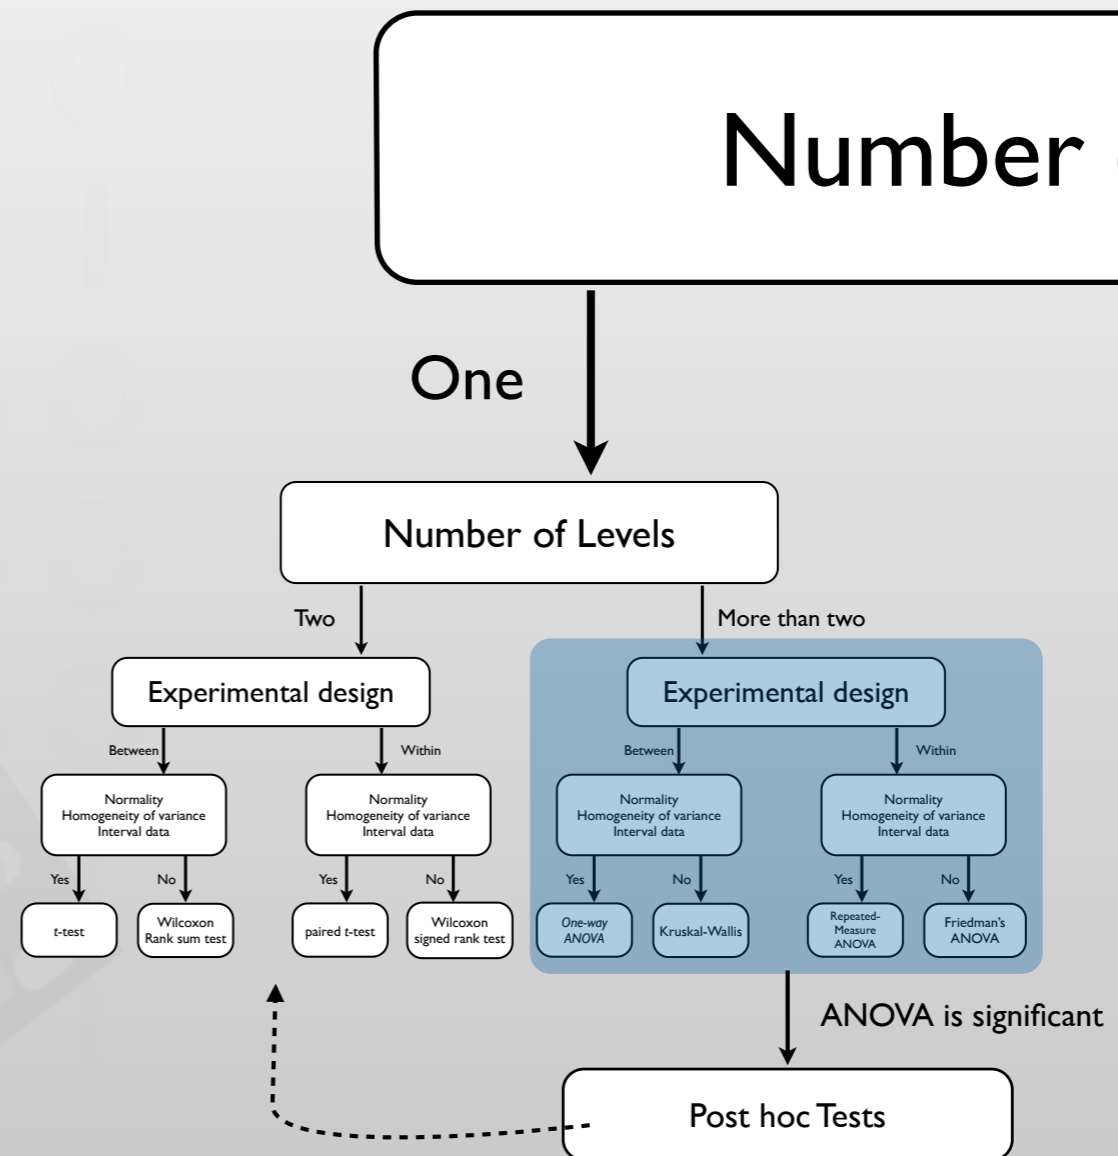 Number
One
Number of Levels
Two
More than two
Experimental design
Experimental design
Between
Within
Between
Within
Normality
Homogeneity of variance
Interval data
Normality
Homogeneity of variance
Interval data
Normality
Homogeneity of variance
Interval data
Normality
Homogeneity of variance
Interval data
Yes
No
Yes
No
Yes
No
Yes
No
t-test
Wilcoxon
Rank sum test
paired t-test
Wilcoxon
signed rank test
One-way
ANOVA
Kruskal-Wallis
Repeated-
Measure
ANOVA
Friedman's
ANOVA
ANOVA is significant
Post hoc Tests